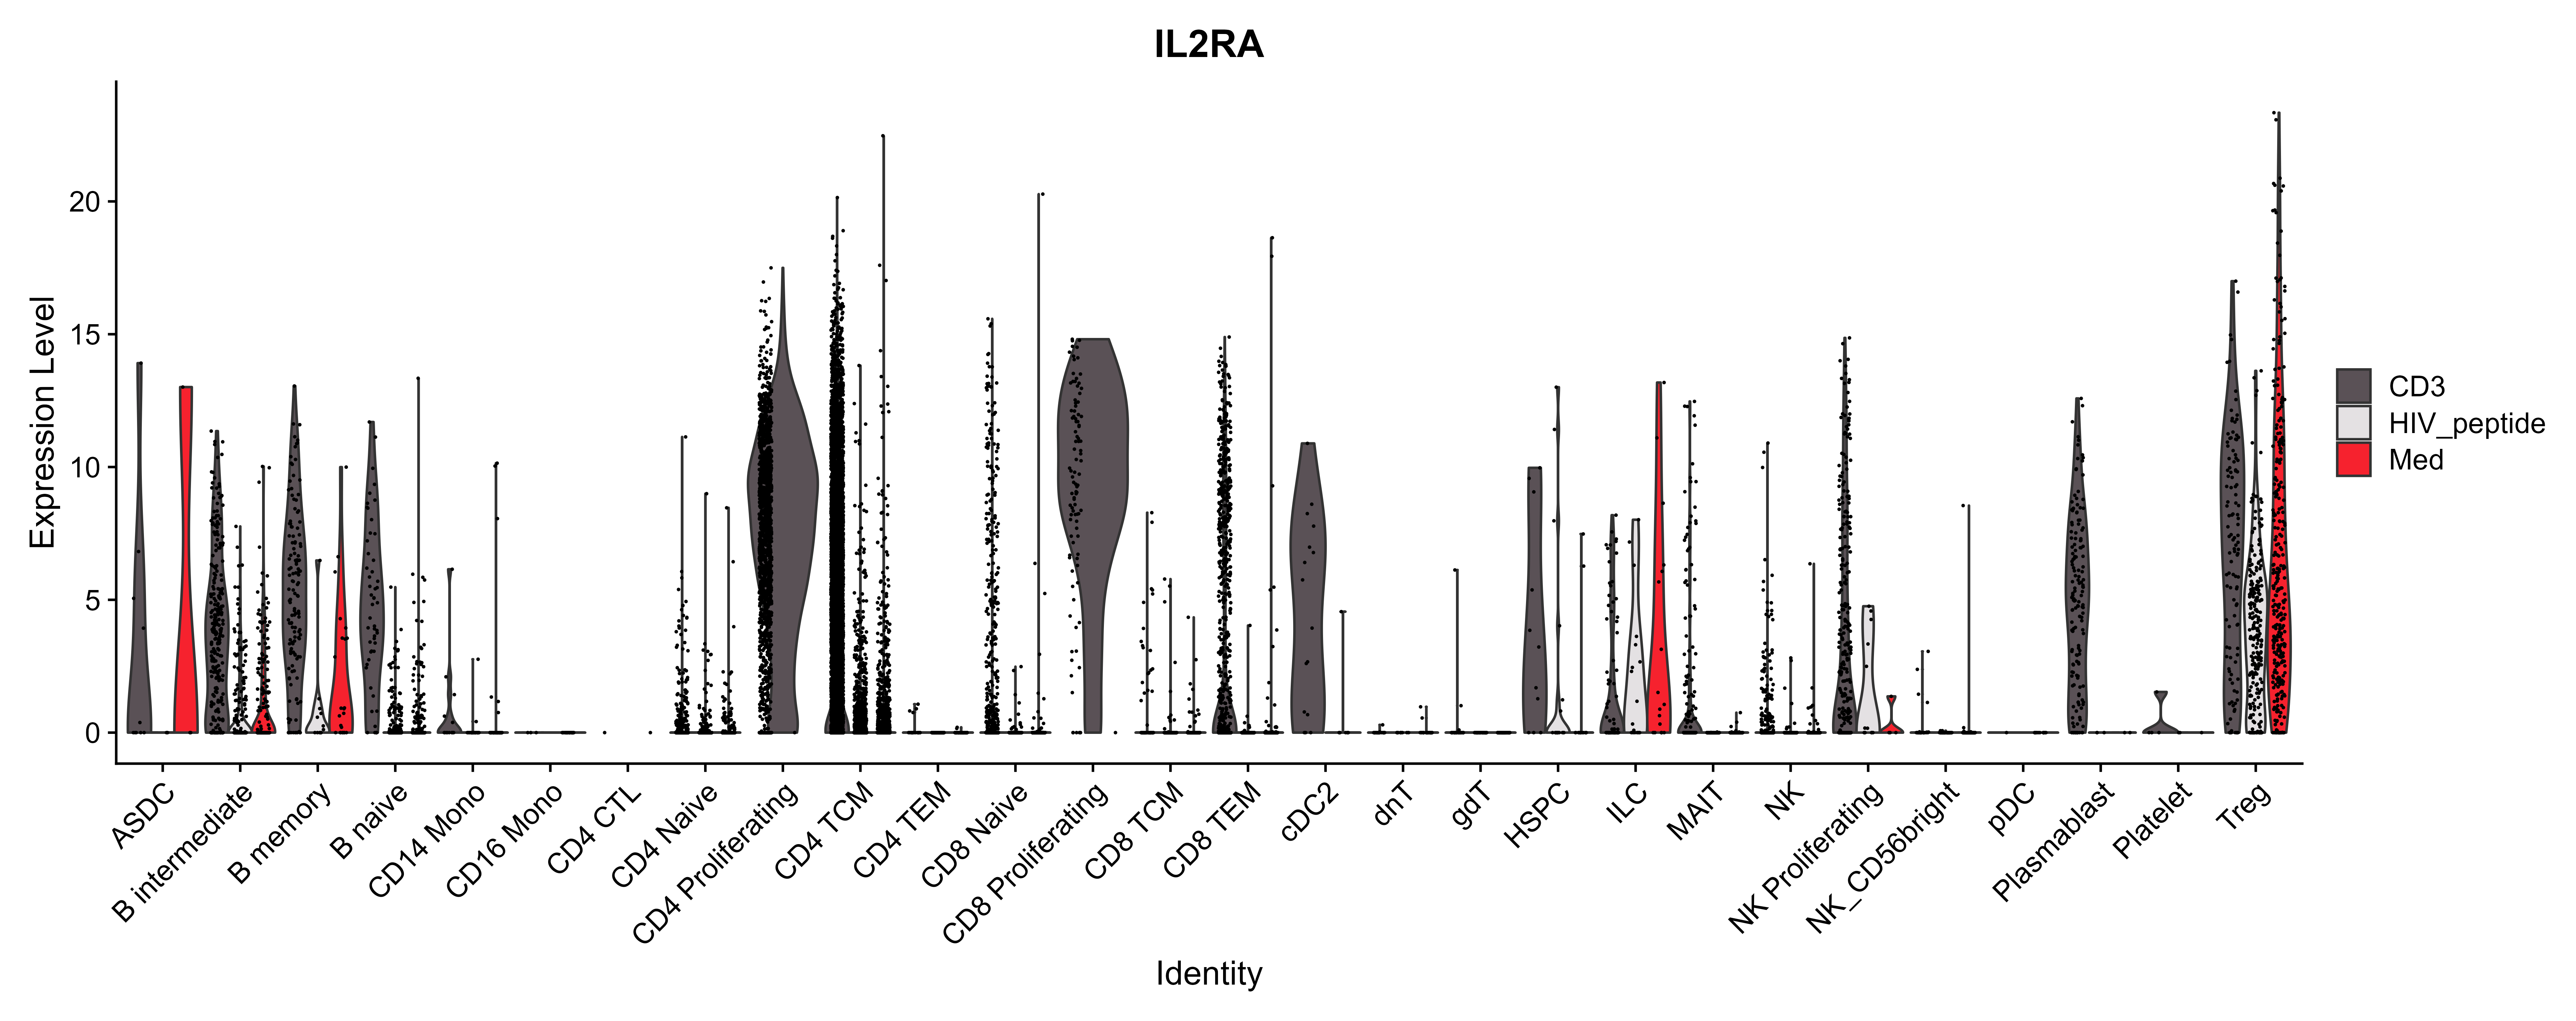 IL2RA
Expression Level
20
15
10
5
0
ASDC
B intermediate
B memory
B naive
CD14 Mono
CD16 Mono
CD4 CTL
CD4 Naive
CD4 Proliferating
CD4 TCM
CD4 TEM
CD8 Naive
CD8 Proliferating
CD8 TCM
CD8 TEM
cDC2
dnT
gdT
HSPC
ILC
MAIT
NK
NK Proliferating
NK_CD56bright
pDC
Plasmablast
Platelet
Treg
Identity
CD3
HIV_peptide
Med